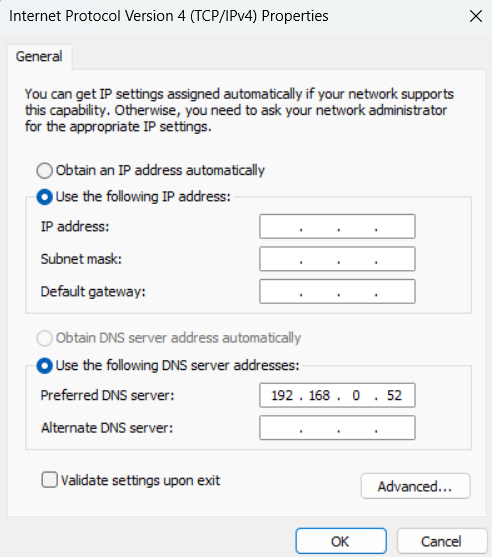 Internet Protocol Version 4 (TCP/IPv4) Properties
General
You can get IP settings assigned automatically if your network supports
this capability. Otherwise, you need to ask your network administrator
for the appropriate IP settings.
Obtain an IP address automatically
Use the following IP address:
IP address: . . .
Subnet mask: . . .
Default gateway: . . .
Obtain DNS server address automatically
Use the following DNS server addresses:
Preferred DNS server: 192 . 168 . 0 . 52
Alternate DNS server: . . .
Validate settings upon exit Advanced...
OK Cancel